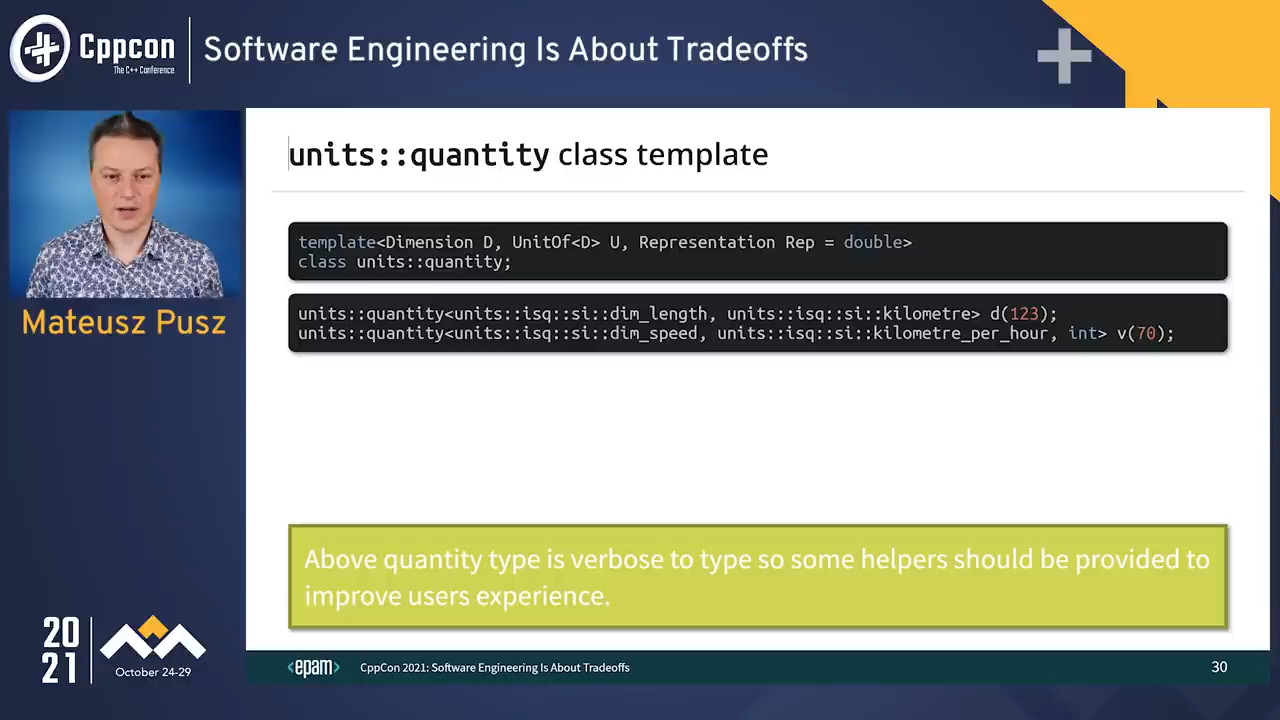 Cppcon
The C++ Conference
Software Engineering Is About Tradeoffs
Mateusz Pusz
units::quantity class template
template<Dimension D, UnitOf<D> U, Representation Rep = double>
class units::quantity;
units::quantity<units::isq::si::dim_length, units::isq::si::kilometre> d(123);
units::quantity<units::isq::si::dim_speed, units::isq::si::kilometre_per_hour, int> v(70);
Above quantity type is verbose to type so some helpers should be provided to
improve users experience.
20
21
October 24-29
<epam>
CppCon 2021: Software Engineering Is About Tradeoffs
30